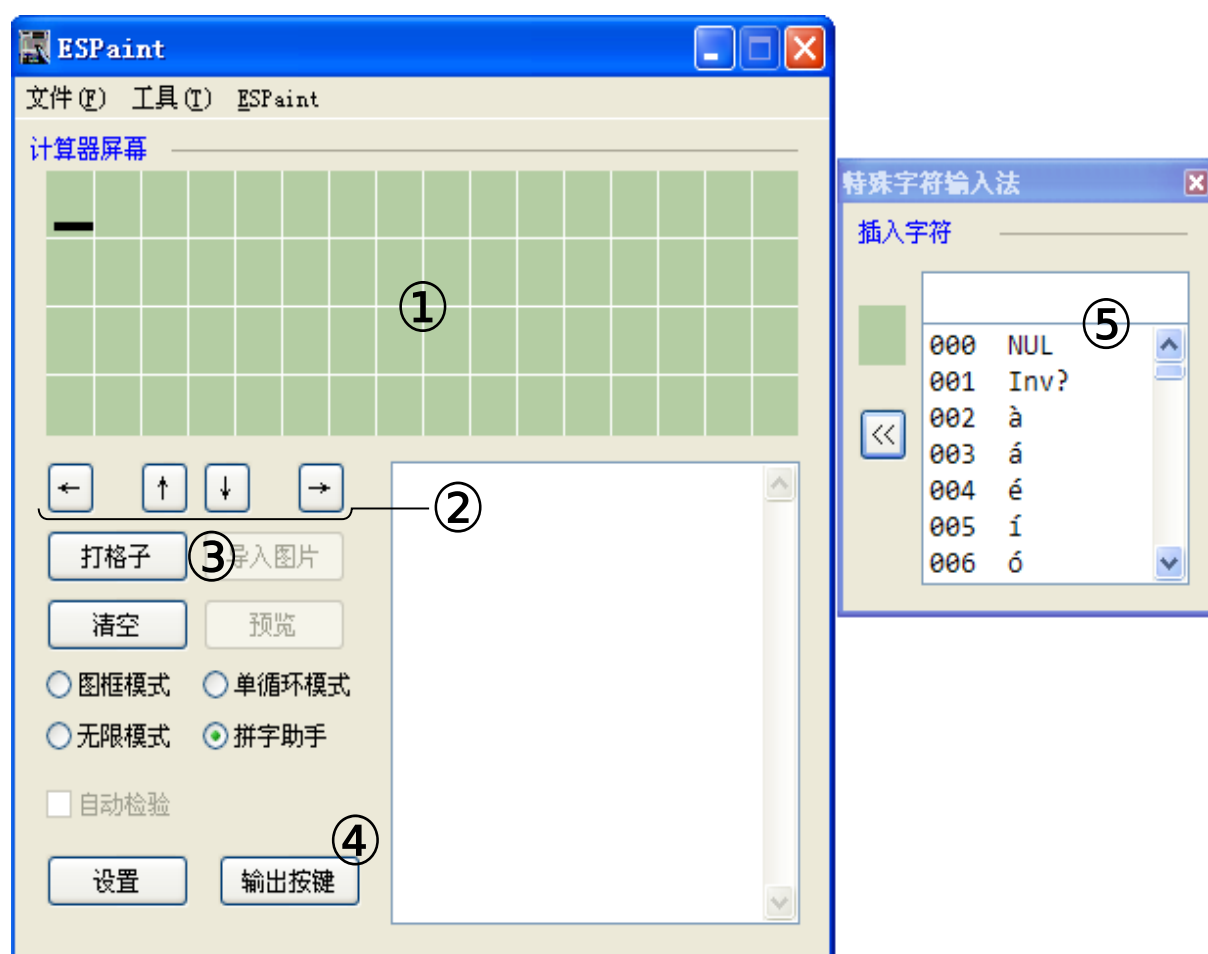 ESPaint
文件(F) 工具(T) ESPaint
计算器屏幕
①
← ↑ ↓ →
②
打格子 ③ 导入图片
清空 预览
图框模式 单循环模式
无限模式 拼字助手
自动检验
④
设置 输出按键
特殊字符输入法
插入字符
⑤
000 NUL
001 Inv?
002 à
<< 003 á
004 é
005 í
006 ó